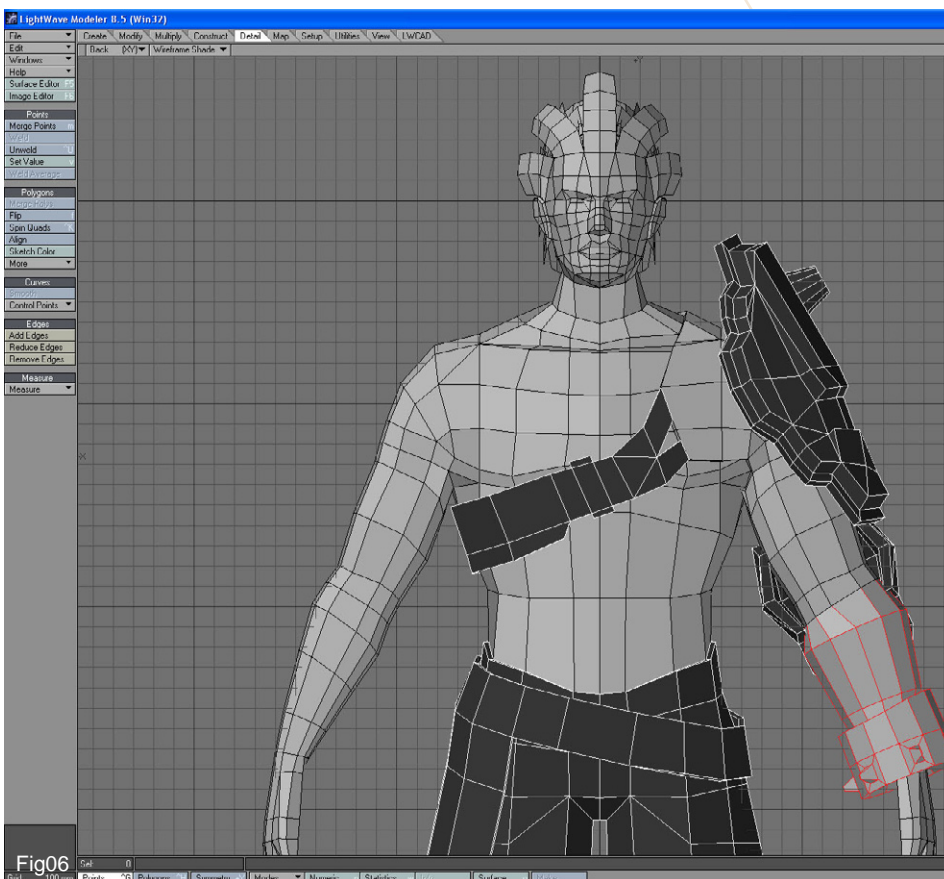 LightWave Modeler 8.5 (Win32)
File
Create Modify Multiply Construct Detail Map Setup Utilities View LWCAD
Edit
Back (XY) Wireframe Shade
Windows
Help
Surface Editor F5
Image Editor F6
Points
Merge Points m
Weld
Unweld ^U
Set Value v
Weld Average
Polygons
Merge Polys
Flip f
Spin Quads ^K
Align
Sketch Color
More
Curves
Smooth
Control Points
Edges
Add Edges
Reduce Edges
Remove Edges
Measure
Measure
Fig06
Sel: 0
Grid: 100 mm Points ^G Polygons ^H Symmetry Modes Numeric Statistics Surface